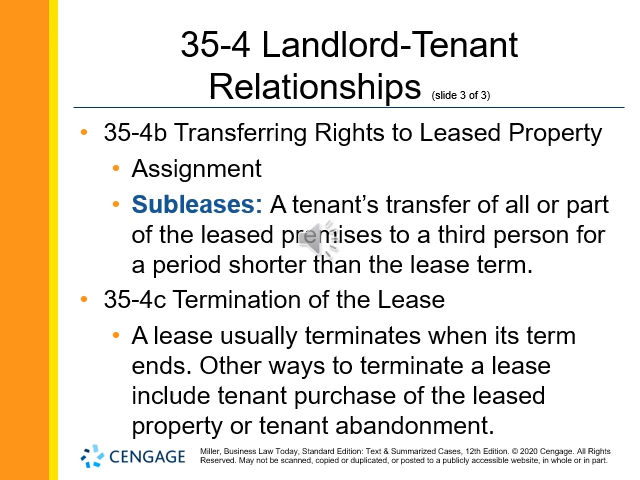 35-4 Landlord-Tenant
Relationships (slide 3 of 3)
• 35-4b Transferring Rights to Leased Property
• Assignment
• Subleases: A tenant’s transfer of all or part
of the leased premises to a third person for
a period shorter than the lease term.
• 35-4c Termination of the Lease
• A lease usually terminates when its term
ends. Other ways to terminate a lease
include tenant purchase of the leased
property or tenant abandonment.
CENGAGE
Miller, Business Law Today, Standard Edition: Text & Summarized Cases, 12th Edition. © 2020 Cengage. All Rights
Reserved. May not be scanned, copied or duplicated, or posted to a publicly accessible website, in whole or in part.